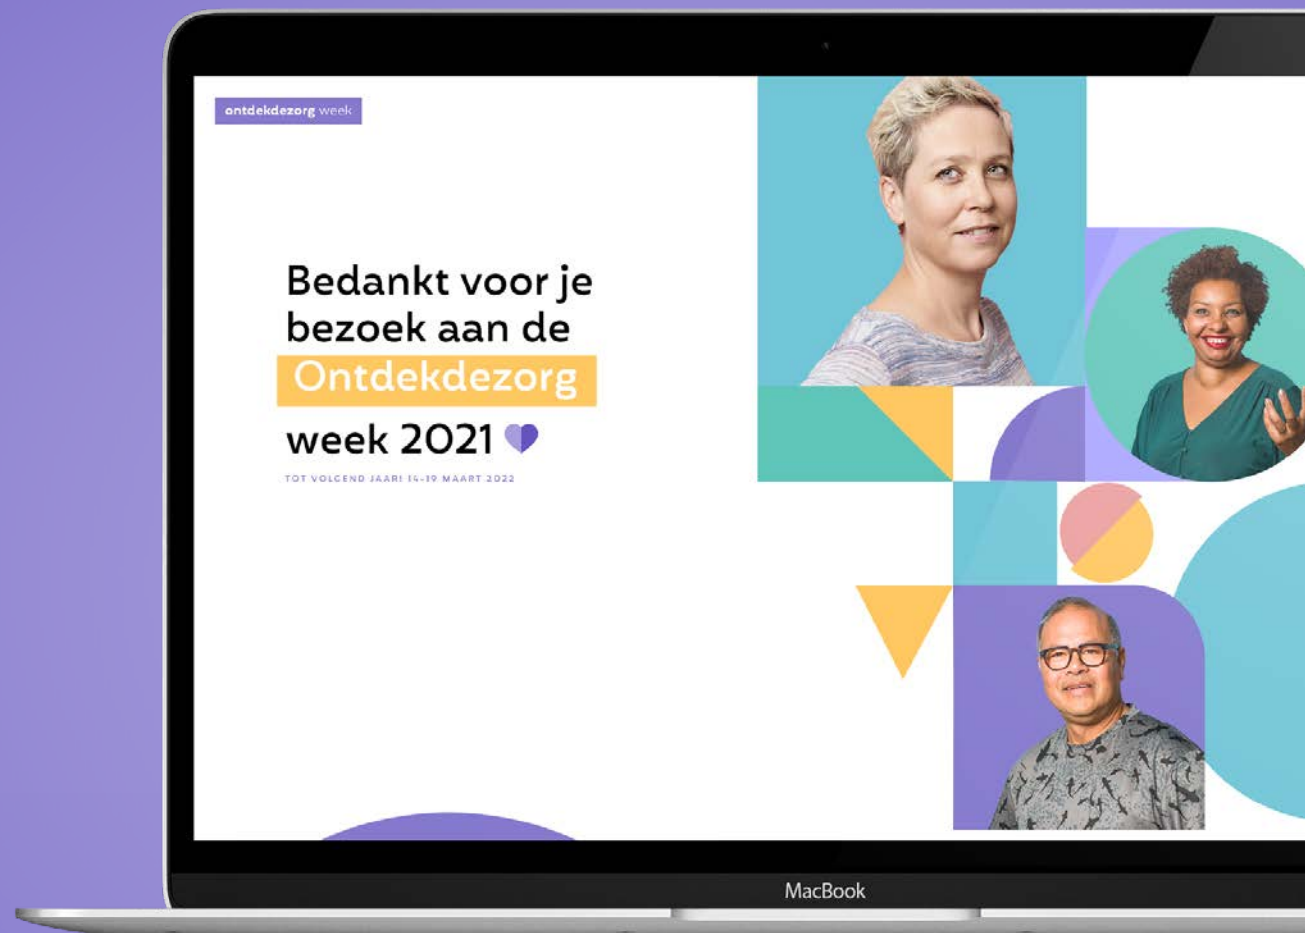 ontdekdezorg week
Bedankt voor je
bezoek aan de
Ontdekdezorg
week 2021
TOT VOLGEND JAAR! 14-19 MAART 2022
MacBook